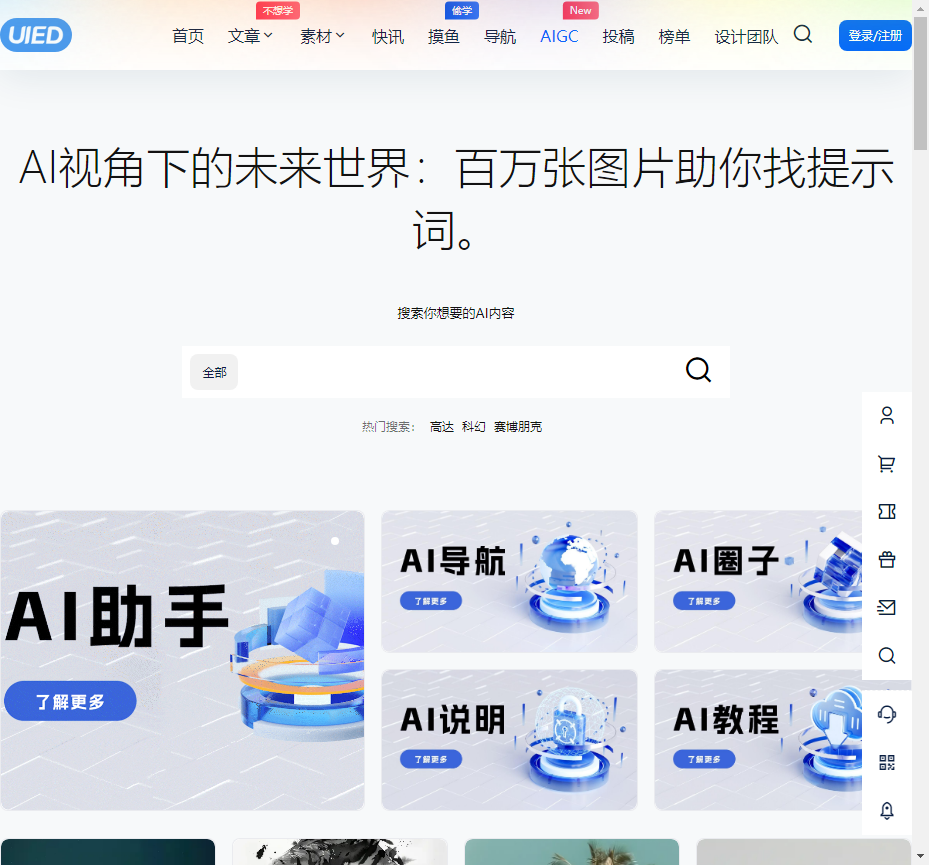 不想学
偷学
New
UIED
首页
文章
素材
快讯
摸鱼
导航
AIGC
投稿
榜单
设计团队
登录/注册
AI视角下的未来世界：百万张图片助你找提示
词。
搜索你想要的AI内容
全部
热门搜索： 高达 科幻 赛博朋克
AI助手
了解更多
AI导航
了解更多
AI圈子
了解更多
AI说明
了解更多
AI教程
了解更多